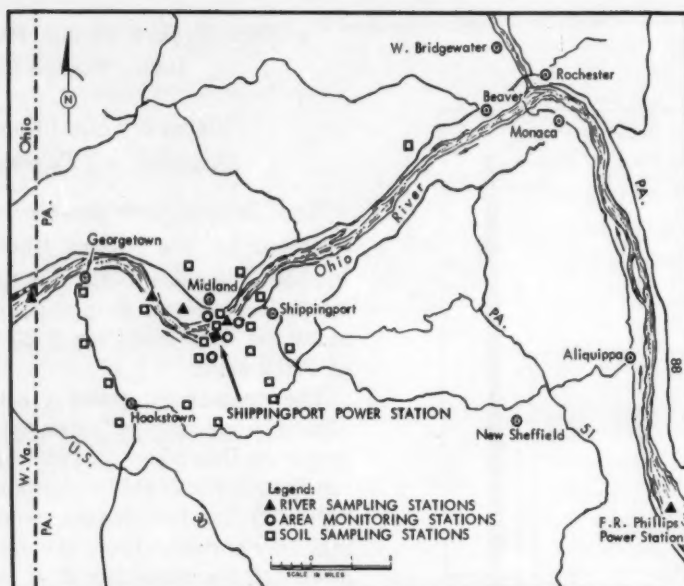 W. Bridgewater
Rochester
Beaver
Monaca
N
Ohio
PA.
PA.
88
Georgetown
Midland
Ohio River
Shippingport
PA.
51
Aliquippa
Hookstown
SHIPPINGPORT POWER STATION
New Sheffield
W. Va.
PA.
U.S.
Legend:
RIVER SAMPLING STATIONS
AREA MONITORING STATIONS
SOIL SAMPLING STATIONS
SCALE IN MILES
F.R. Phillips
Power Station